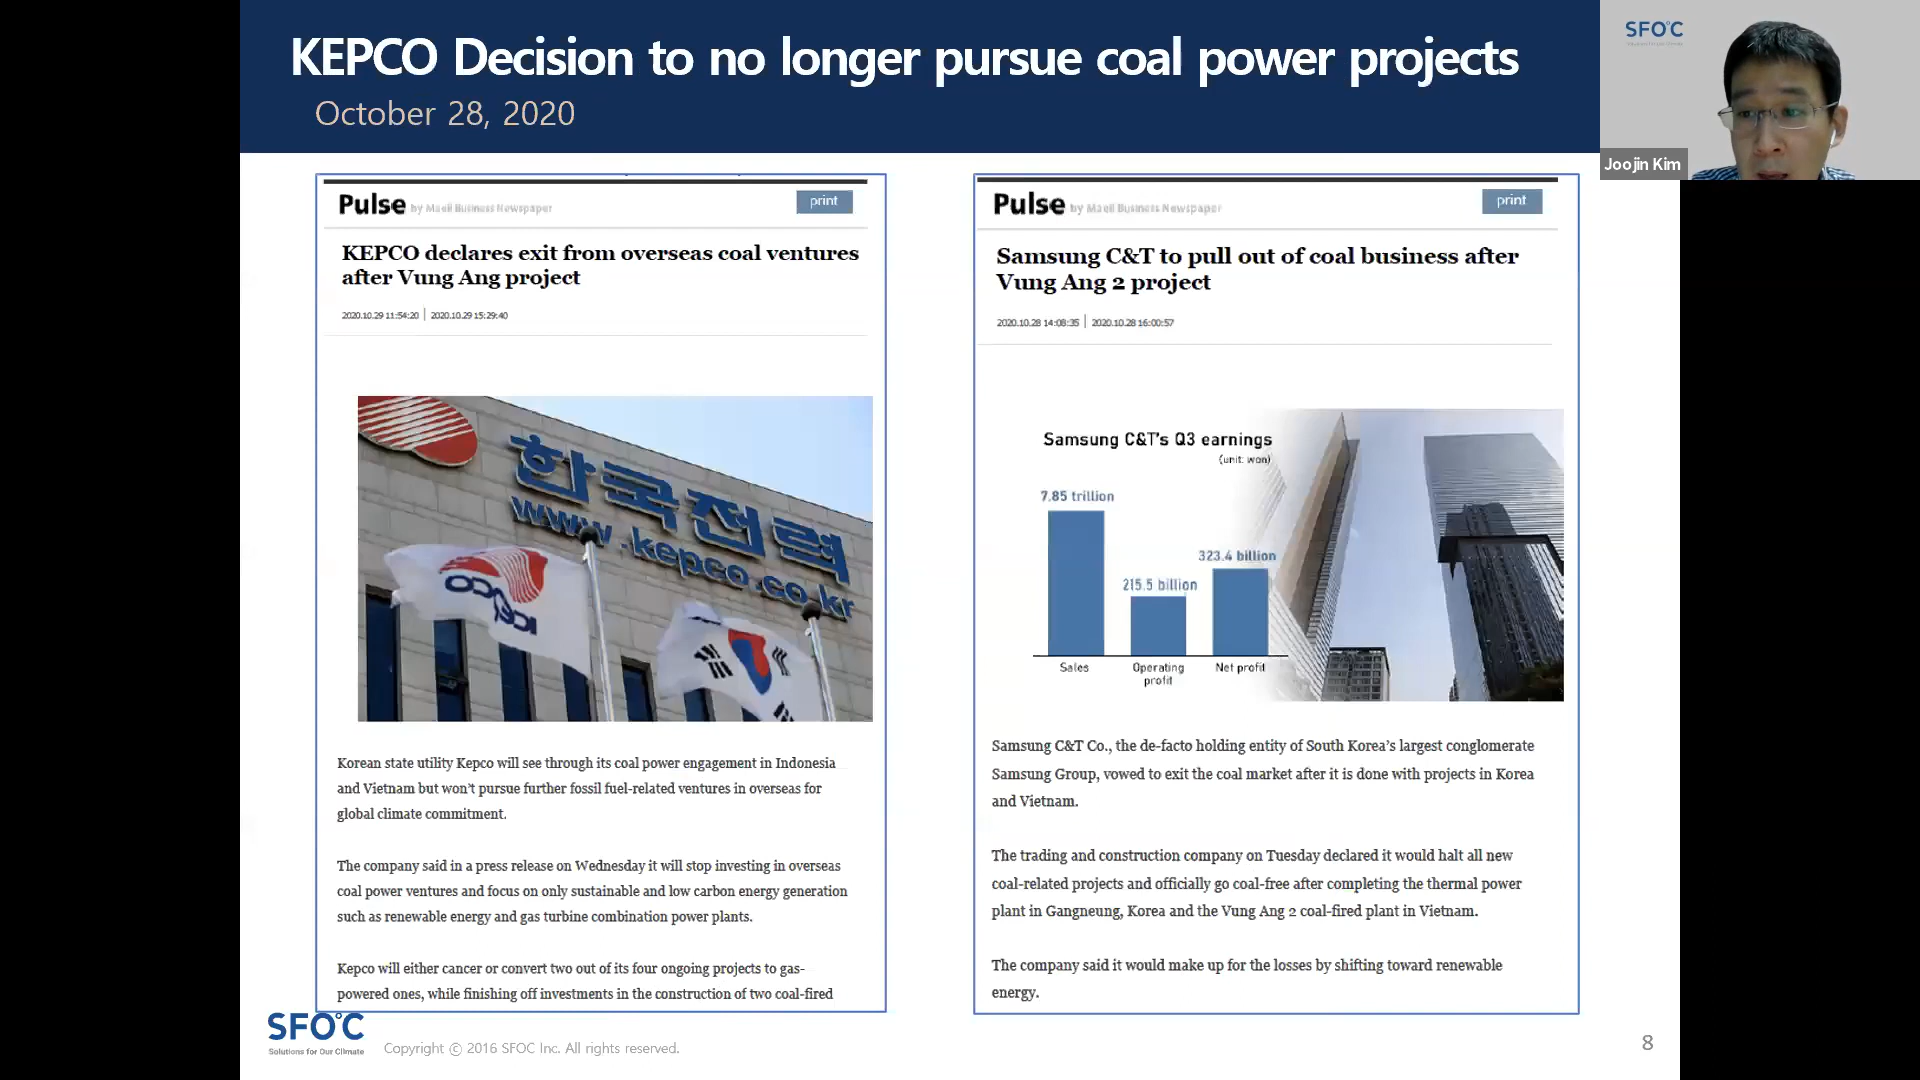 KEPCO Decision to no longer pursue coal power projects
October 28, 2020
SFOC
Joojin Kim
Pulse by Maeil Business Newspaper
print
KEPCO declares exit from overseas coal ventures
after Vung Ang project
2020.10.29 11:54:20 | 2020.10.29 15:29:40
한국전력
www.kepco.co.kr
KEPCO
Korean state utility Kepco will see through its coal power engagement in Indonesia
and Vietnam but won't pursue further fossil fuel-related ventures in overseas for
global climate commitment.
The company said in a press release on Wednesday it will stop investing in overseas
coal power ventures and focus on only sustainable and low carbon energy generation
such as renewable energy and gas turbine combination power plants.
Kepco will either cancer or convert two out of its four ongoing projects to gas-
powered ones, while finishing off investments in the construction of two coal-fired
Pulse by Maeil Business Newspaper
print
Samsung C&T to pull out of coal business after
Vung Ang 2 project
2020.10.28 14:08:35 | 2020.10.28 16:00:57
Samsung C&T's Q3 earnings
(unit: won)
7.85 trillion
215.5 billion
323.4 billion
Sales
Operating
profit
Net profit
Samsung C&T Co., the de-facto holding entity of South Korea's largest conglomerate
Samsung Group, vowed to exit the coal market after it is done with projects in Korea
and Vietnam.
The trading and construction company on Tuesday declared it would halt all new
coal-related projects and officially go coal-free after completing the thermal power
plant in Gangneung, Korea and the Vung Ang 2 coal-fired plant in Vietnam.
The company said it would make up for the losses by shifting toward renewable
energy.
SFOC
Solutions for Our Climate
Copyright © 2016 SFOC Inc. All rights reserved.
8